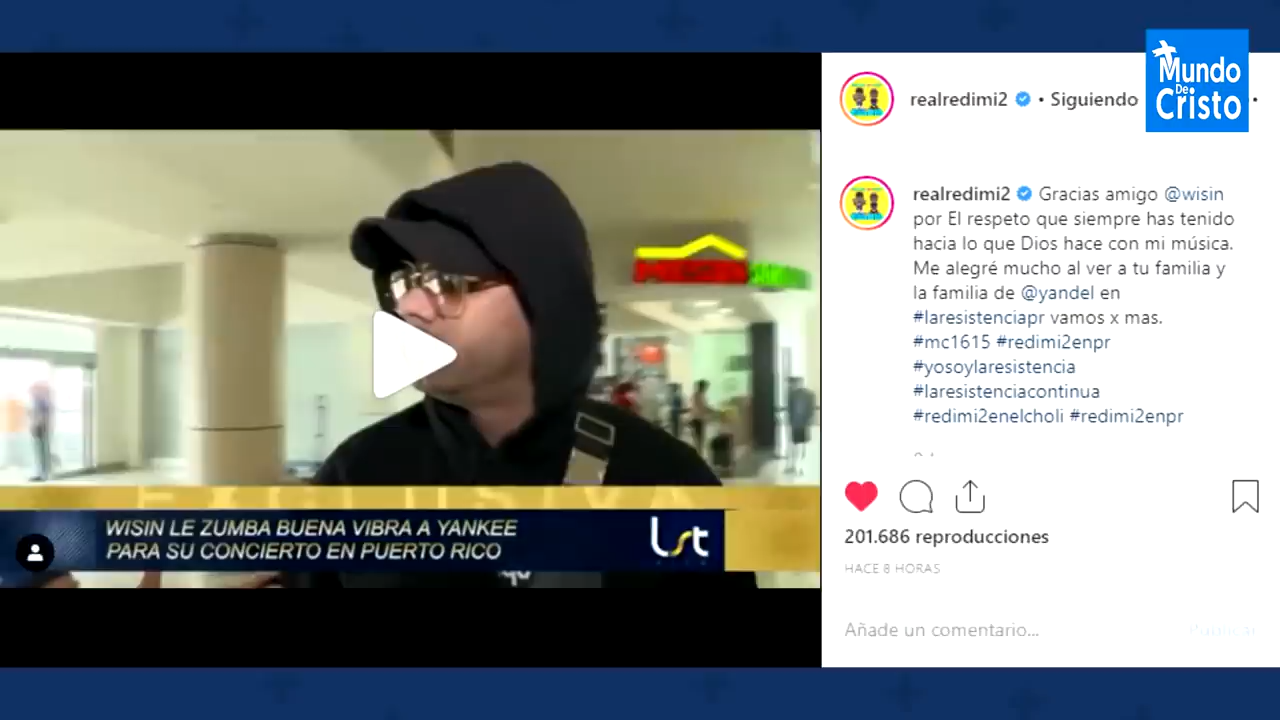 EXCLUSIVA
WISIN LE ZUMBA BUENA VIBRA A YANKEE
PARA SU CONCIERTO EN PUERTO RICO
lst
realredimi2 • Siguiendo
Mundo
De
Cristo
realredimi2 Gracias amigo @wisin
por El respeto que siempre has tenido
hacia lo que Dios hace con mi música.
Me alegré mucho al ver a tu familia y
la familia de @yandel en
#laresistenciapr vamos x mas.
#mc1615 #redimi2enpr
#yosoylaresistencia
#laresistenciacontinua
#redimi2enelcholi #redimi2enpr
201.686 reproducciones
HACE 8 HORAS
Añade un comentario...
Publicar